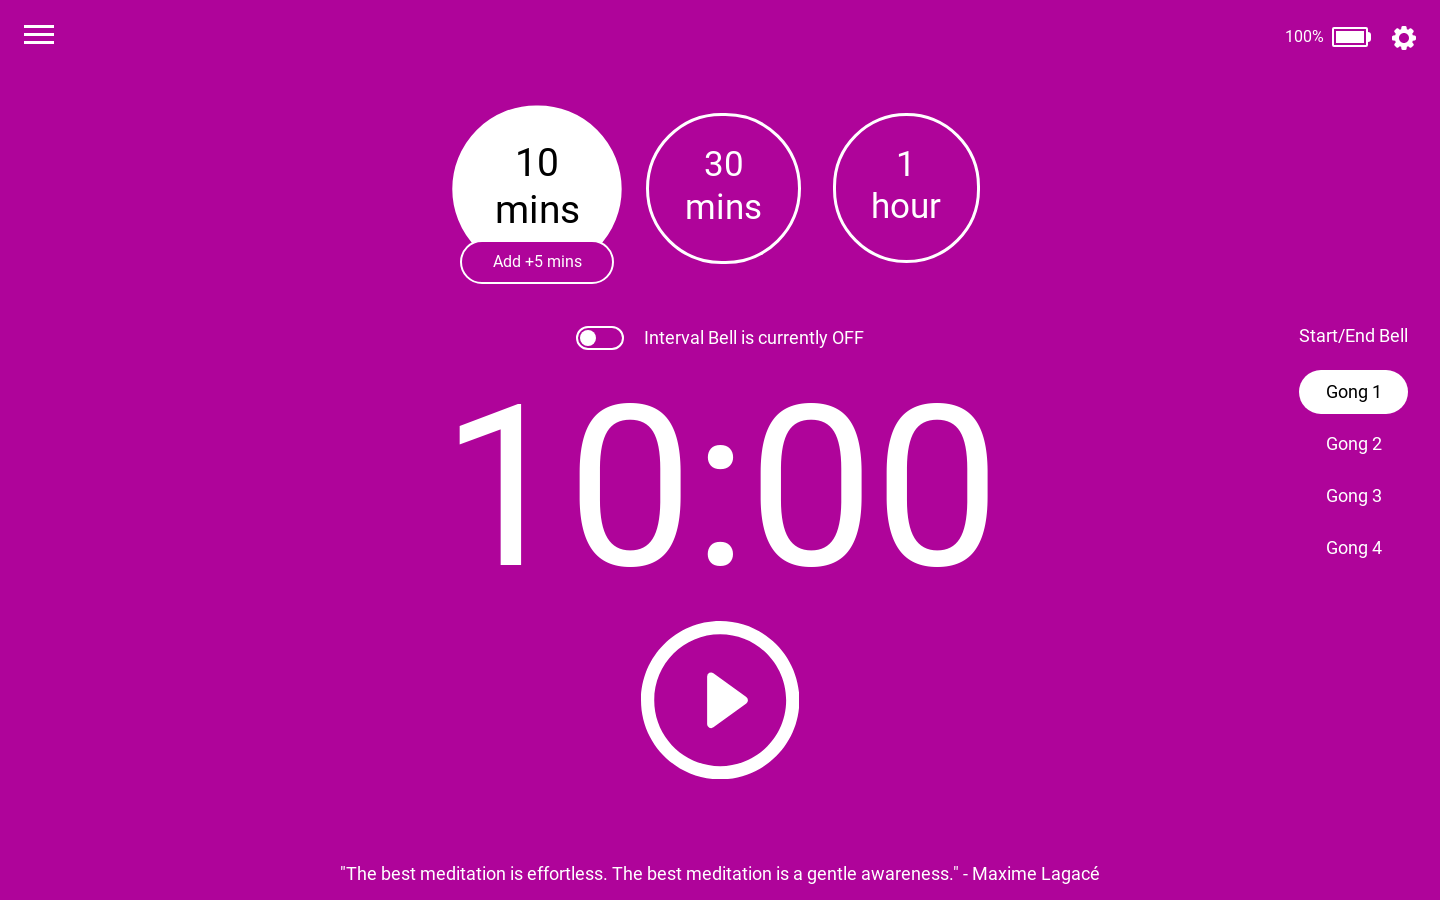 100%
10
mins
30
mins
1
hour
Add +5 mins
Interval Bell is currently OFF
Start/End Bell
Gong 1
Gong 2
Gong 3
Gong 4
10:00
"The best meditation is effortless. The best meditation is a gentle awareness." - Maxime Lagacé